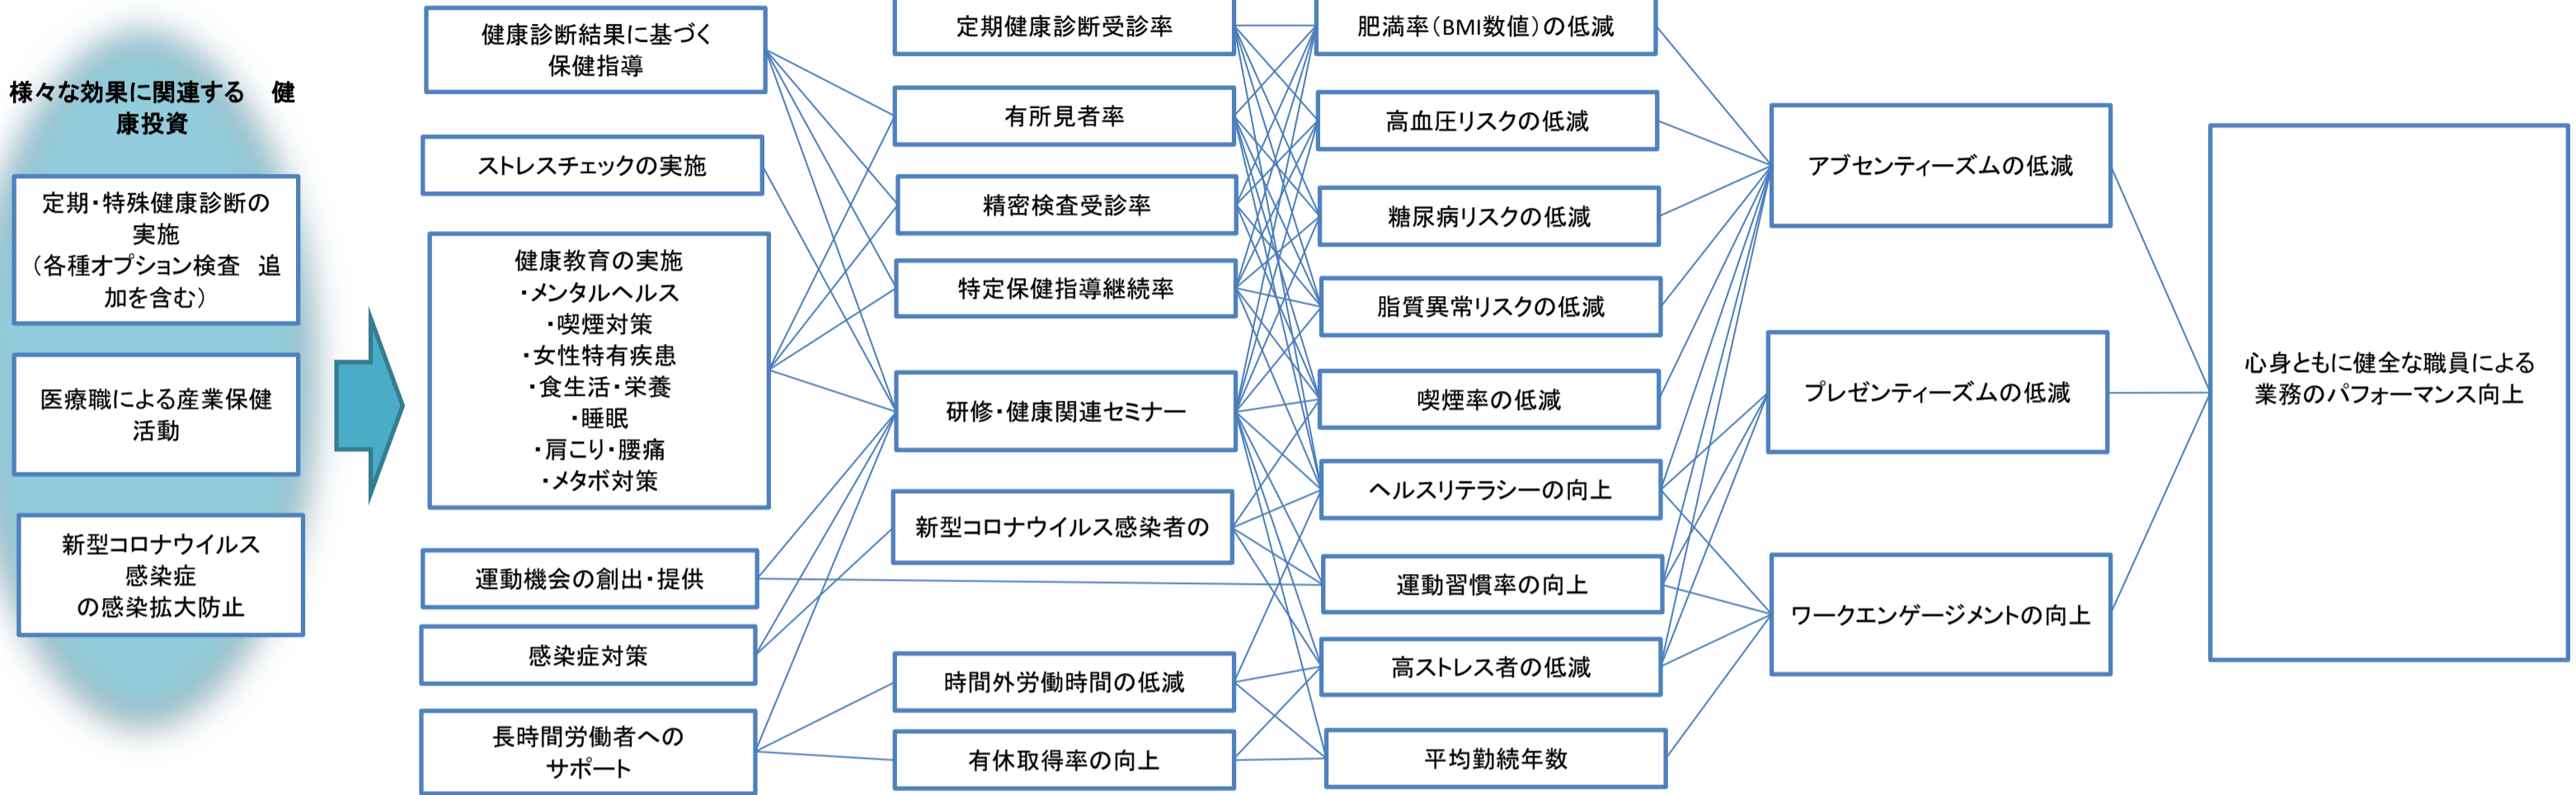 様々な効果に関連する　健
康投資
定期・特殊健康診断の
実施
（各種オプション検査　追
加を含む）
医療職による産業保健
活動
新型コロナウイルス
感染症
の感染拡大防止
健康診断結果に基づく
保健指導
ストレスチェックの実施
健康教育の実施
・メンタルヘルス
・喫煙対策
・女性特有疾患
・食生活・栄養
・睡眠
・肩こり・腰痛
・メタボ対策
運動機会の創出・提供
感染症対策
長時間労働者への
サポート
定期健康診断受診率
有所見者率
精密検査受診率
特定保健指導継続率
研修・健康関連セミナー
新型コロナウイルス感染者の
時間外労働時間の低減
有休取得率の向上
肥満率（BMI数値）の低減
高血圧リスクの低減
糖尿病リスクの低減
脂質異常リスクの低減
喫煙率の低減
ヘルスリテラシーの向上
運動習慣率の向上
高ストレス者の低減
平均勤続年数
アブセンティーズムの低減
プレゼンティーズムの低減
ワークエンゲージメントの向上
心身ともに健全な職員による
業務のパフォーマンス向上